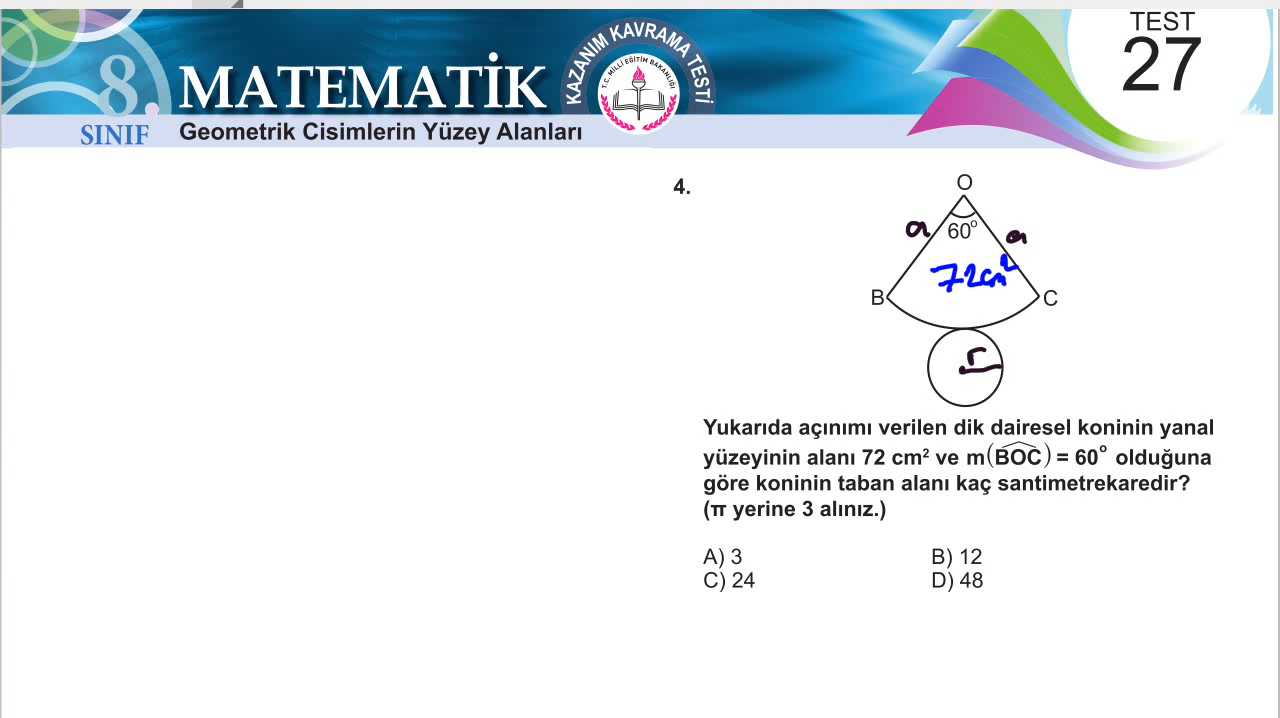 TEST
27
KAZANIM KAVRAMA TESTİ
T.C. MİLLÎ EĞİTİM BAKANLIĞI
8.
SINIF
MATEMATİK
Geometrik Cisimlerin Yüzey Alanları
4.
O
a
60°
a
72cm²
B
C
r
Yukarıda açınımı verilen dik dairesel koninin yanal
yüzeyinin alanı 72 cm² ve m(BOC) = 60° olduğuna
göre koninin taban alanı kaç santimetrekaredir?
(π yerine 3 alınız.)
A) 3
B) 12
C) 24
D) 48